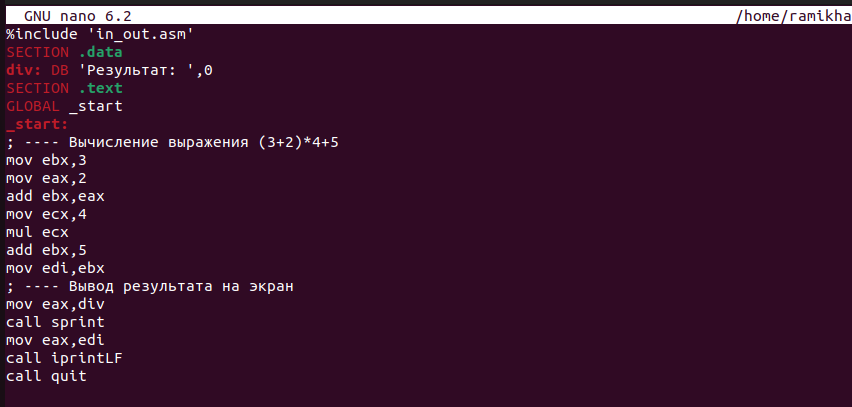 GNU nano 6.2 /home/ramikha
%include 'in_out.asm'
SECTION .data
div: DB 'Результат: ',0
SECTION .text
GLOBAL _start
_start:
; ---- Вычисление выражения (3+2)*4+5
mov ebx,3
mov eax,2
add ebx,eax
mov ecx,4
mul ecx
add ebx,5
mov edi,ebx
; ---- Вывод результата на экран
mov eax,div
call sprint
mov eax,edi
call iprintLF
call quit